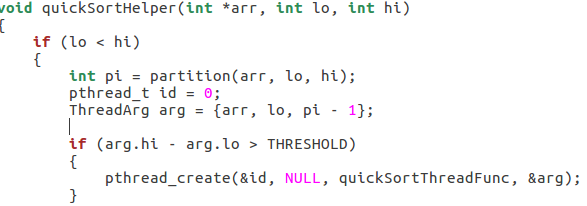 void quickSortHelper(int *arr, int lo, int hi)
{
    if (lo < hi)
    {
        int pi = partition(arr, lo, hi);
        pthread_t id = 0;
        ThreadArg arg = {arr, lo, pi - 1};
        if (arg.hi - arg.lo > THRESHOLD)
        {
            pthread_create(&id, NULL, quickSortThreadFunc, &arg);
        }